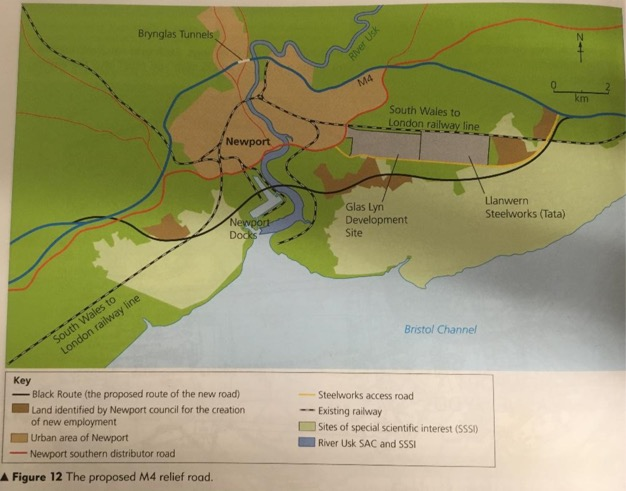 Brynglas Tunnels
River Usk
N
0 2
km
M4
South Wales to
London railway line
Newport
Glas Lyn
Development
Site
Llanwern
Steelworks (Tata)
Newport
Docks
South Wales to
London railway line
Bristol Channel
Key
Black Route (the proposed route of the new road)
Land identified by Newport council for the creation
of new employment
Urban area of Newport
Newport southern distributor road
Steelworks access road
Existing railway
Sites of special scientific interest (SSSI)
River Usk SAC and SSSI
▲ Figure 12 The proposed M4 relief road.